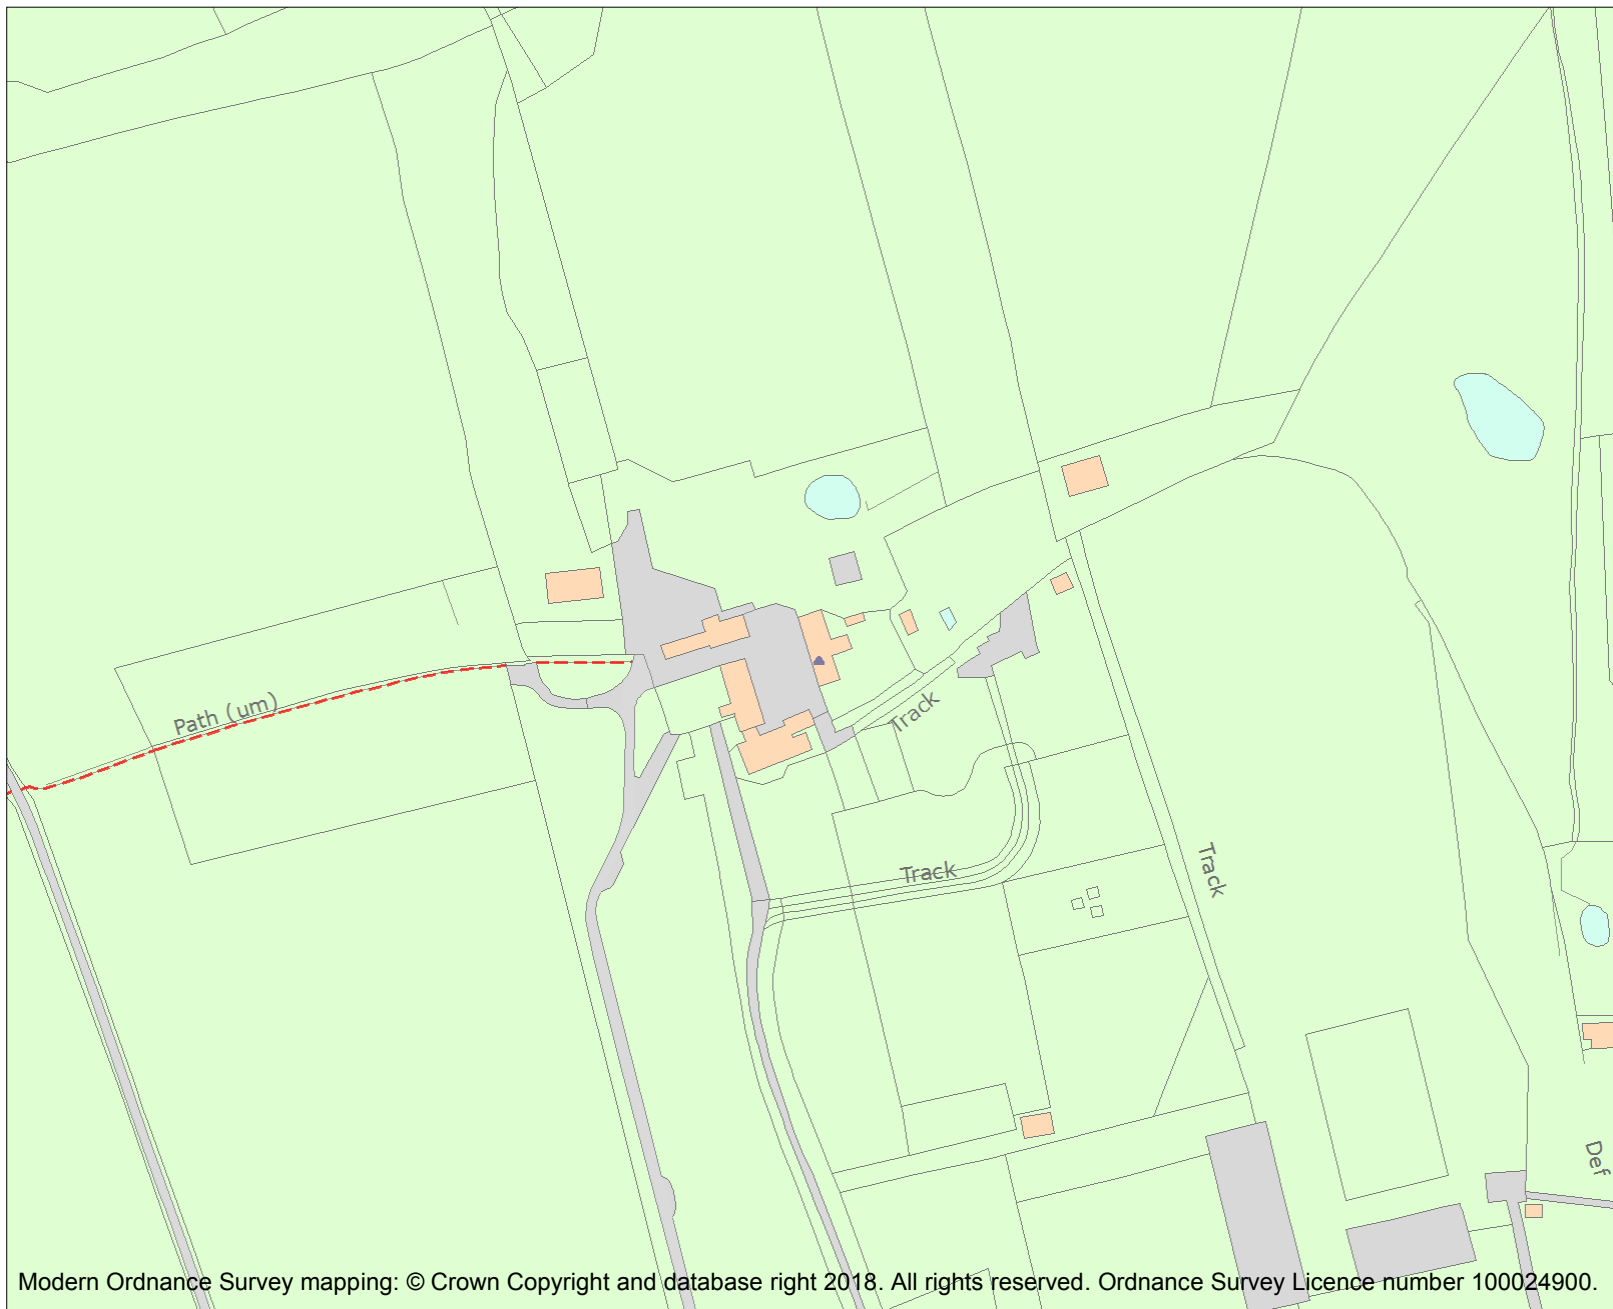 Path (um)
Track
Track
Track
Def
Modern Ordnance Survey mapping: © Crown Copyright and database right 2018. All rights reserved. Ordnance Survey Licence number 100024900.